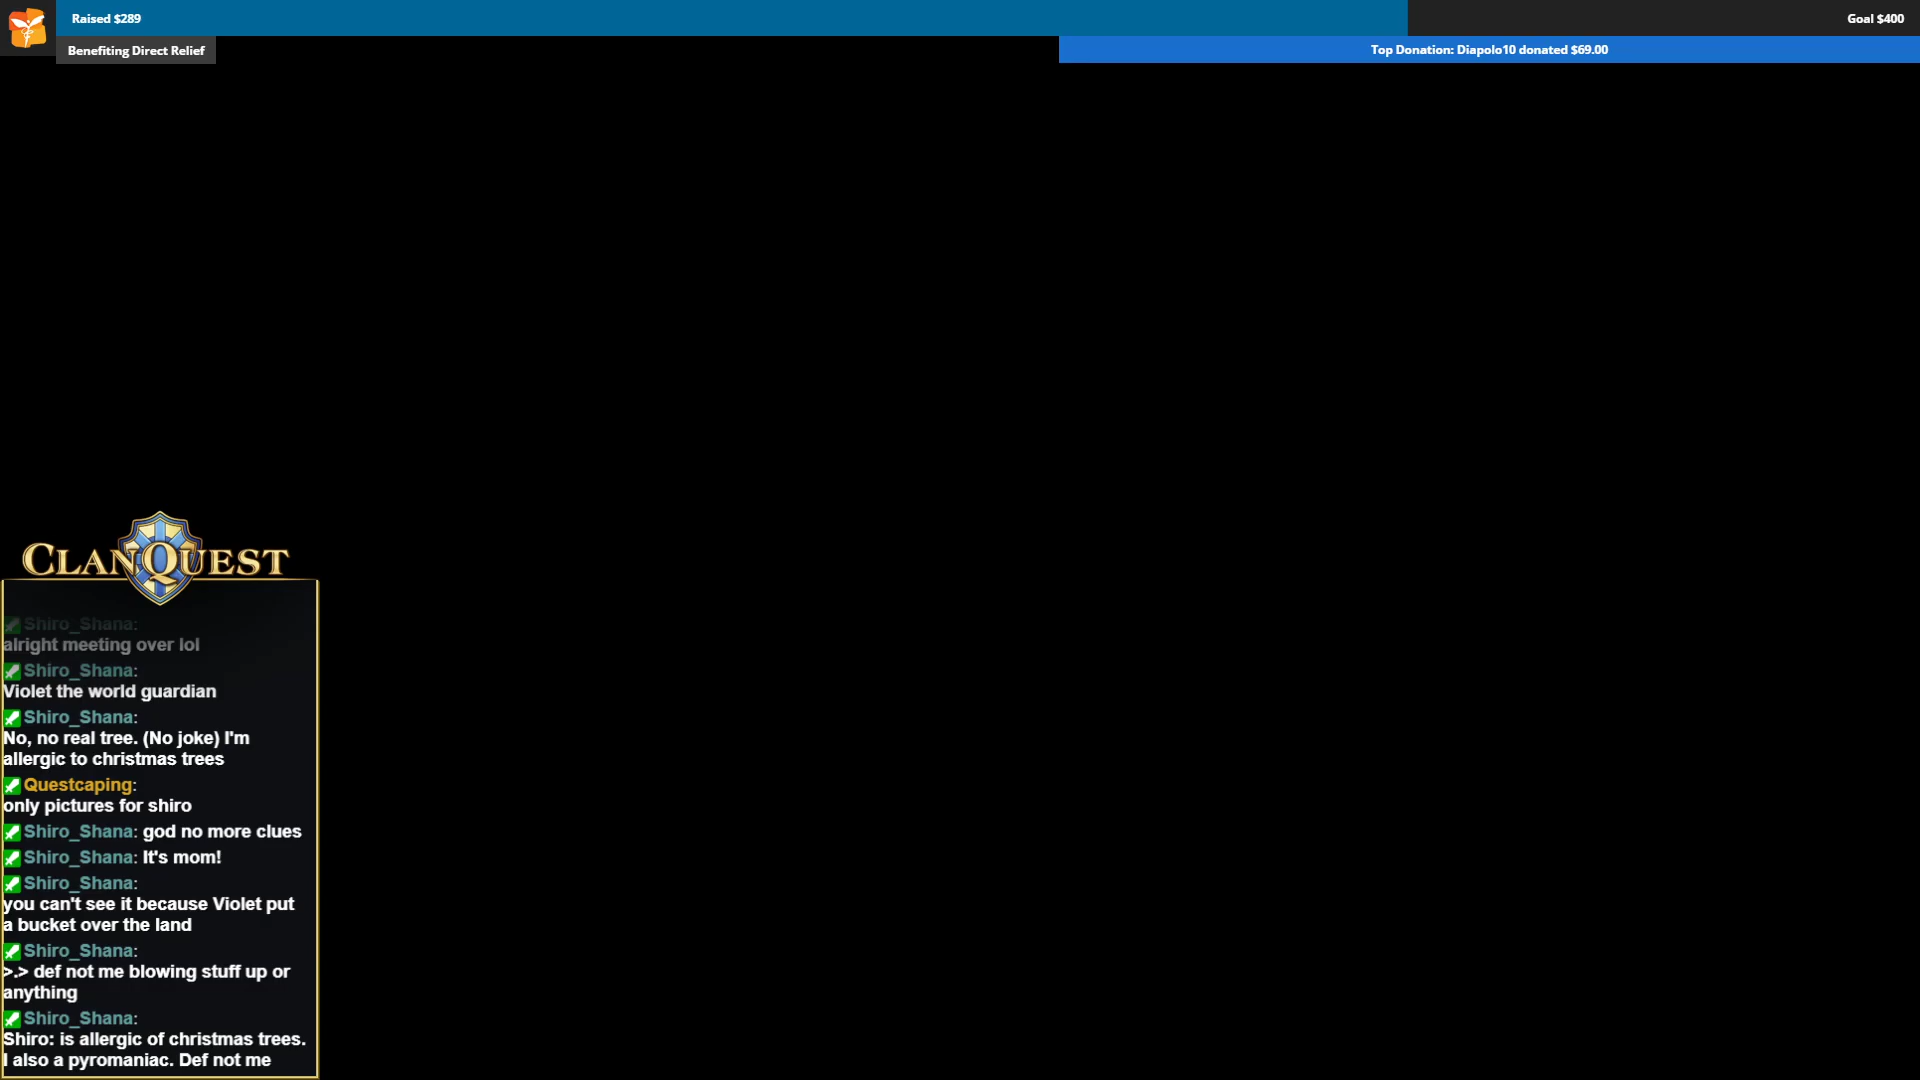 Raised $289
Goal $400
Benefiting Direct Relief
Top Donation: Diapolo10 donated $69.00
CLANQUEST
Shiro_Shana:
alright meeting over lol
Shiro_Shana:
Violet the world guardian
Shiro_Shana:
No, no real tree. (No joke) I'm
allergic to christmas trees
Questcaping:
only pictures for shiro
Shiro_Shana: god no more clues
Shiro_Shana: It's mom!
Shiro_Shana:
you can't see it because Violet put
a bucket over the land
Shiro_Shana:
>.> def not me blowing stuff up or
anything
Shiro_Shana:
Shiro: is allergic of christmas trees.
I also a pyromaniac. Def not me